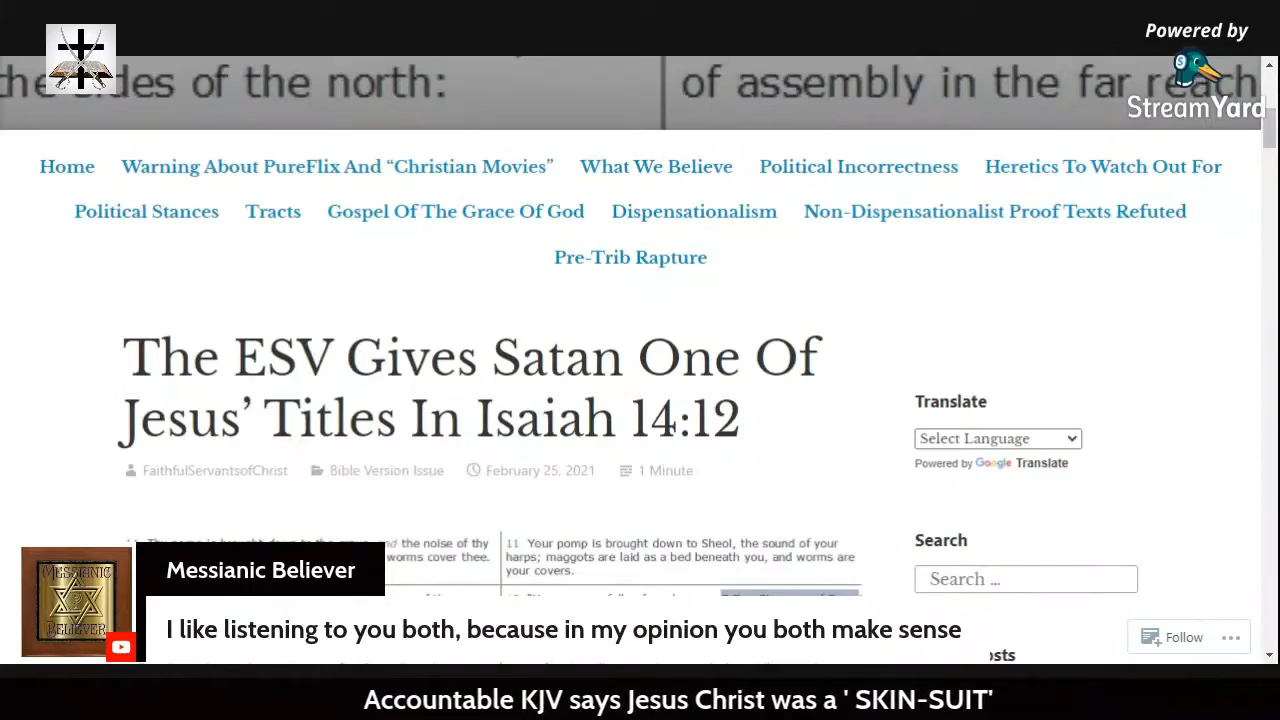 Powered by
StreamYard
the sides of the north:
of assembly in the far reach
Home Warning About PureFlix And “Christian Movies” What We Believe Political Incorrectness Heretics To Watch Out For
Political Stances Tracts Gospel Of The Grace Of God Dispensationalism Non-Dispensationalist Proof Texts Refuted
Pre-Trib Rapture
The ESV Gives Satan One Of
Jesus’ Titles In Isaiah 14:12
FaithfulServantsofChrist Bible Version Issue February 25, 2021 1 Minute
Translate
Select Language
Powered by Google Translate
Search
Search ...
the noise of thy
worms cover thee.
11 Your pomp is brought down to Sheol, the sound of your
harps; maggots are laid as a bed beneath you, and worms are
your covers.
MESSIANIC
BELIEVER
Messianic Believer
I like listening to you both, because in my opinion you both make sense
Follow
osts
Accountable KJV says Jesus Christ was a ' SKIN-SUIT'